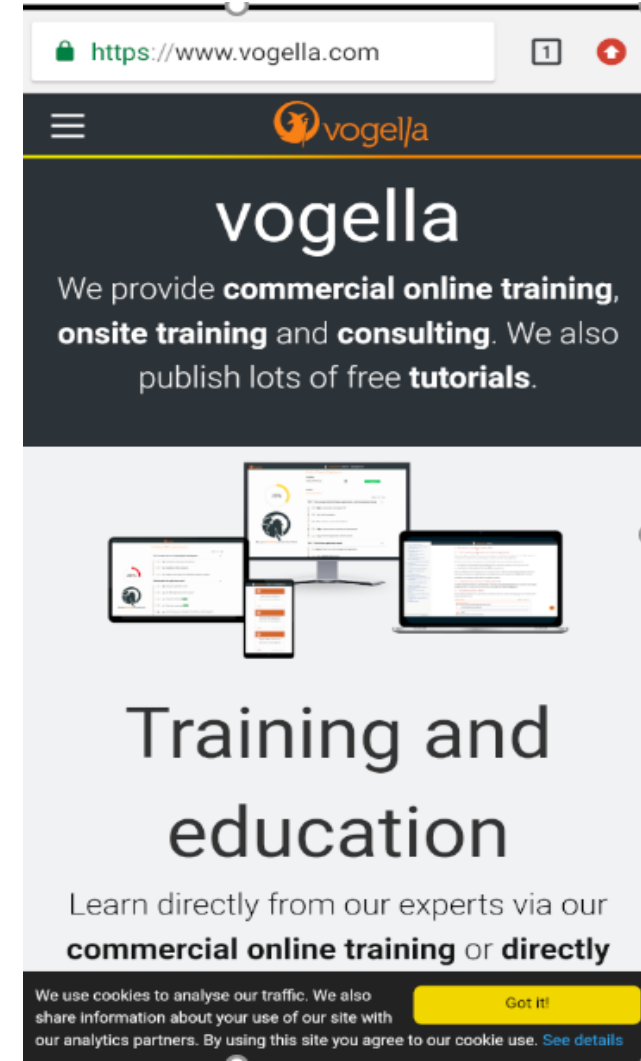 https://www.vogella.com
1
vogella
vogella
We provide commercial online training,
onsite training and consulting. We also
publish lots of free tutorials.
Training and
education
Learn directly from our experts via our
commercial online training or directly
We use cookies to analyse our traffic. We also
share information about your use of our site with
our analytics partners. By using this site you agree to our cookie use. See details
Got it!